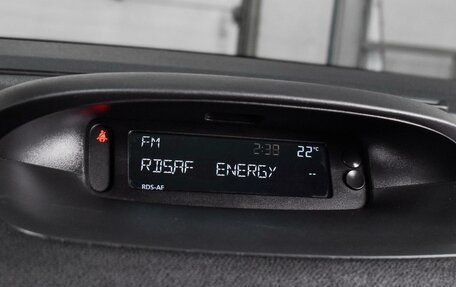 FM 2:38 22°C
RDSAF ENERGY --
RDS-AF